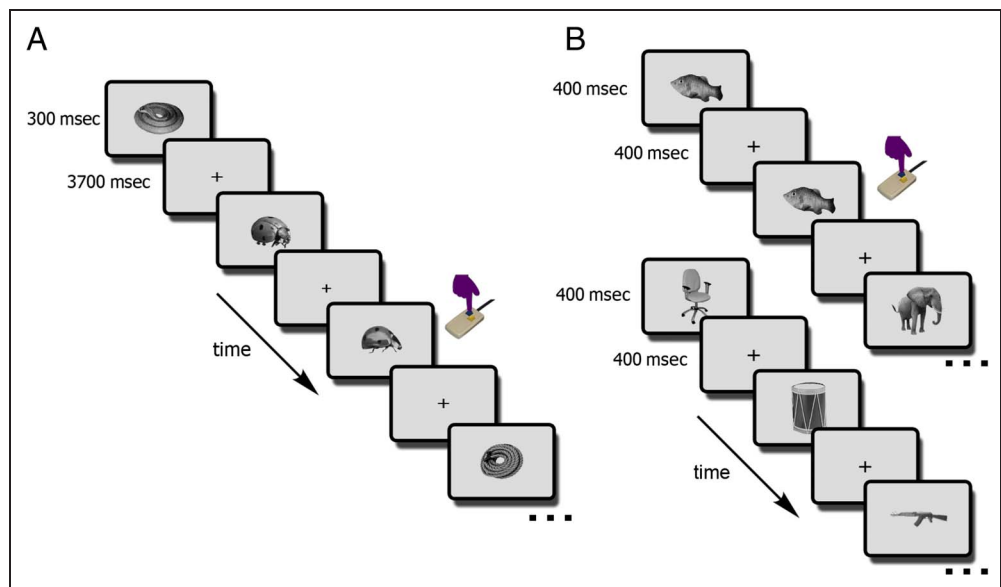 A
300 msec
3700 msec
+
+
time
+
. . .
B
400 msec
400 msec
+
+
400 msec
400 msec
+
. . .
time
+
. . .